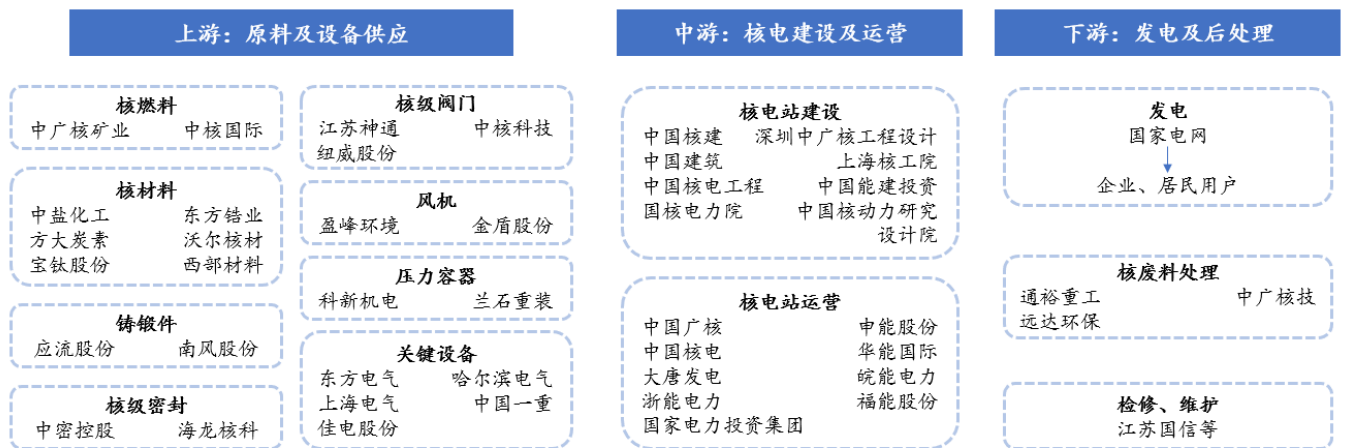 上游：原料及设备供应
核燃料
中广核矿业 中核国际
核材料
中盐化工 东方锆业
方大炭素 沃尔核材
宝钛股份 西部材料
铸锻件
应流股份 南风股份
核级密封
中密控股 海龙核科
核级阀门
江苏神通 中核科技
纽威股份
风机
盈峰环境 金盾股份
压力容器
科新机电 兰石重装
关键设备
东方电气 哈尔滨电气
上海电气 中国一重
佳电股份
中游：核电建设及运营
核电站建设
中国核建 深圳中广核工程设计
中国建筑 上海核工院
中国核电工程 中国能建投资
国核电力院 中国核动力研究
设计院
核电站运营
中国广核 申能股份
中国核电 华能国际
大唐发电 皖能电力
浙能电力 福能股份
国家电力投资集团
下游：发电及后处理
发电
国家电网
企业、居民用户
核废料处理
通裕重工 中广核技
远达环保
检修、维护
江苏国信等